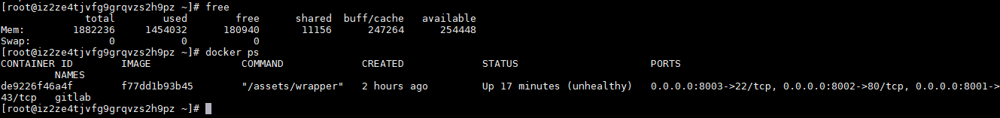 [root@iz2ze4tjvfg9grqvzs2h9pz ~]# free
              total        used        free      shared  buff/cache   available
Mem:        1882236     1454032      180940       11156      247264      254448
Swap:             0           0           0
[root@iz2ze4tjvfg9grqvzs2h9pz ~]# docker ps
CONTAINER ID        IMAGE               COMMAND             CREATED             STATUS                      PORTS
         NAMES
de9226f46a4f        f77dd1b93b45        "/assets/wrapper"   2 hours ago         Up 17 minutes (unhealthy)   0.0.0.0:8003->22/tcp, 0.0.0.0:8002->80/tcp, 0.0.0.0:8001->
43/tcp   gitlab
[root@iz2ze4tjvfg9grqvzs2h9pz ~]#